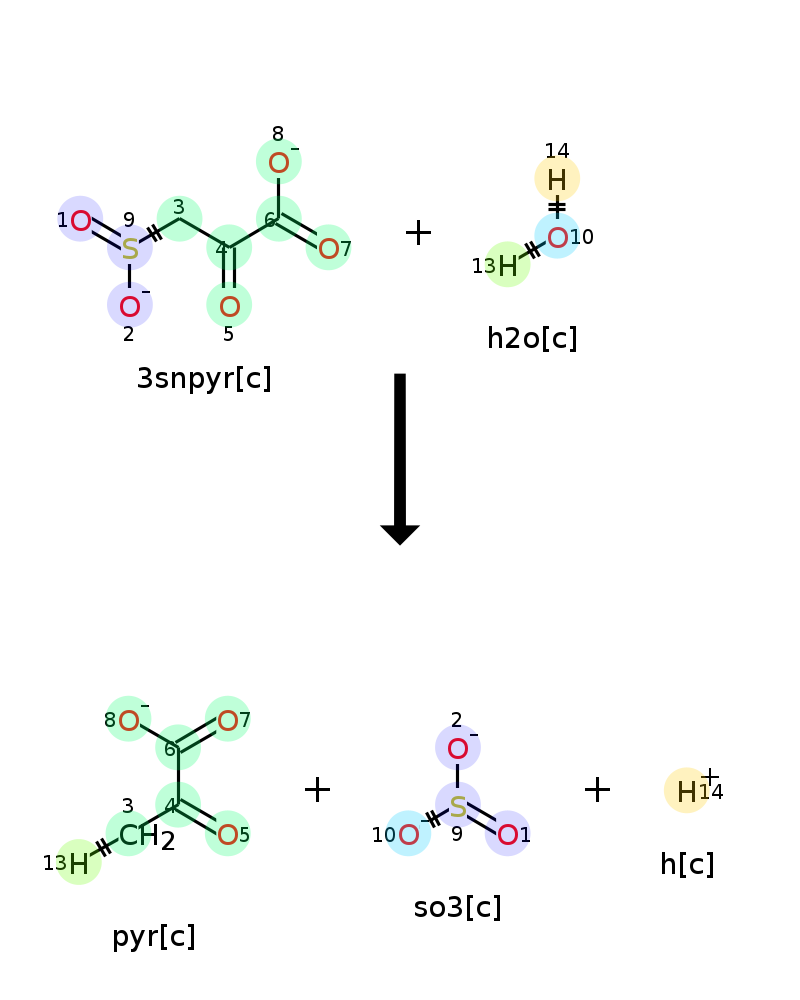 8
O-
14
H
1O 9 3
S 4 6 O7
+
O10
13H
O-
2
O
5
h2o[c]
3snpyr[c]
8O- O7
6
2
O-
3 4
CH2 O5
13H
+
10O- S O1
9
+
H+
14
h[c]
so3[c]
pyr[c]